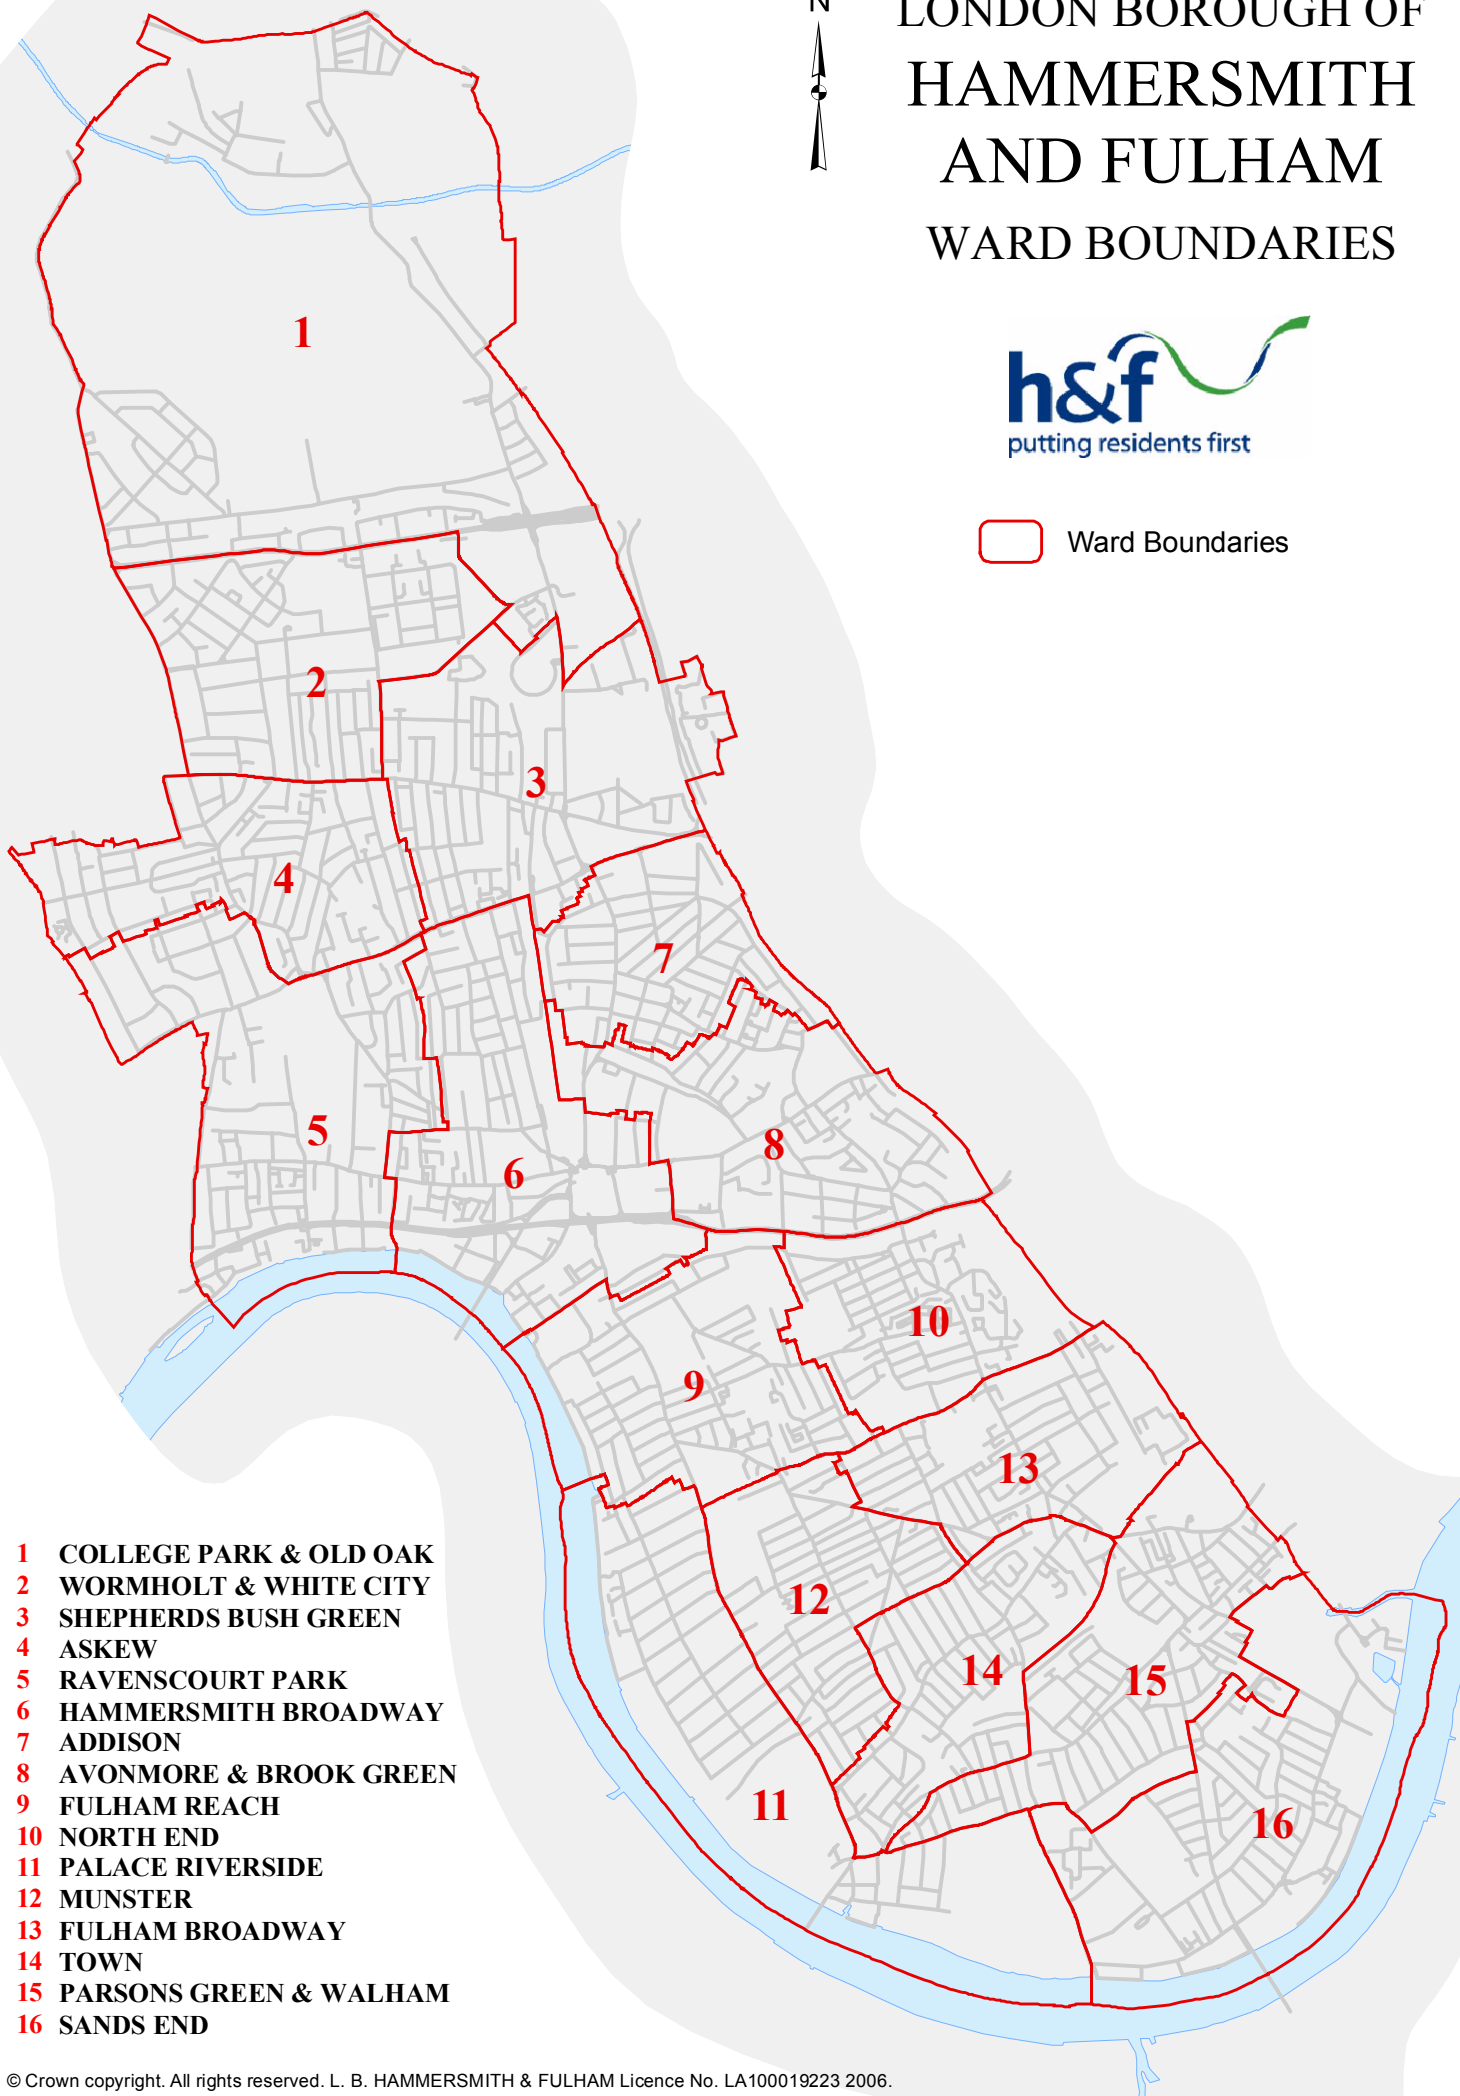 N
LONDON BOROUGH OF
HAMMERSMITH
AND FULHAM
WARD BOUNDARIES
h&f
putting residents first
Ward Boundaries
1
2
3
4
7
5
8
6
10
9
13
12
14
15
11
16
1 COLLEGE PARK & OLD OAK
2 WORMHOLT & WHITE CITY
3 SHEPHERDS BUSH GREEN
4 ASKEW
5 RAVENSCOURT PARK
6 HAMMERSMITH BROADWAY
7 ADDISON
8 AVONMORE & BROOK GREEN
9 FULHAM REACH
10 NORTH END
11 PALACE RIVERSIDE
12 MUNSTER
13 FULHAM BROADWAY
14 TOWN
15 PARSONS GREEN & WALHAM
16 SANDS END
© Crown copyright. All rights reserved. L. B. HAMMERSMITH & FULHAM Licence No. LA100019223 2006.